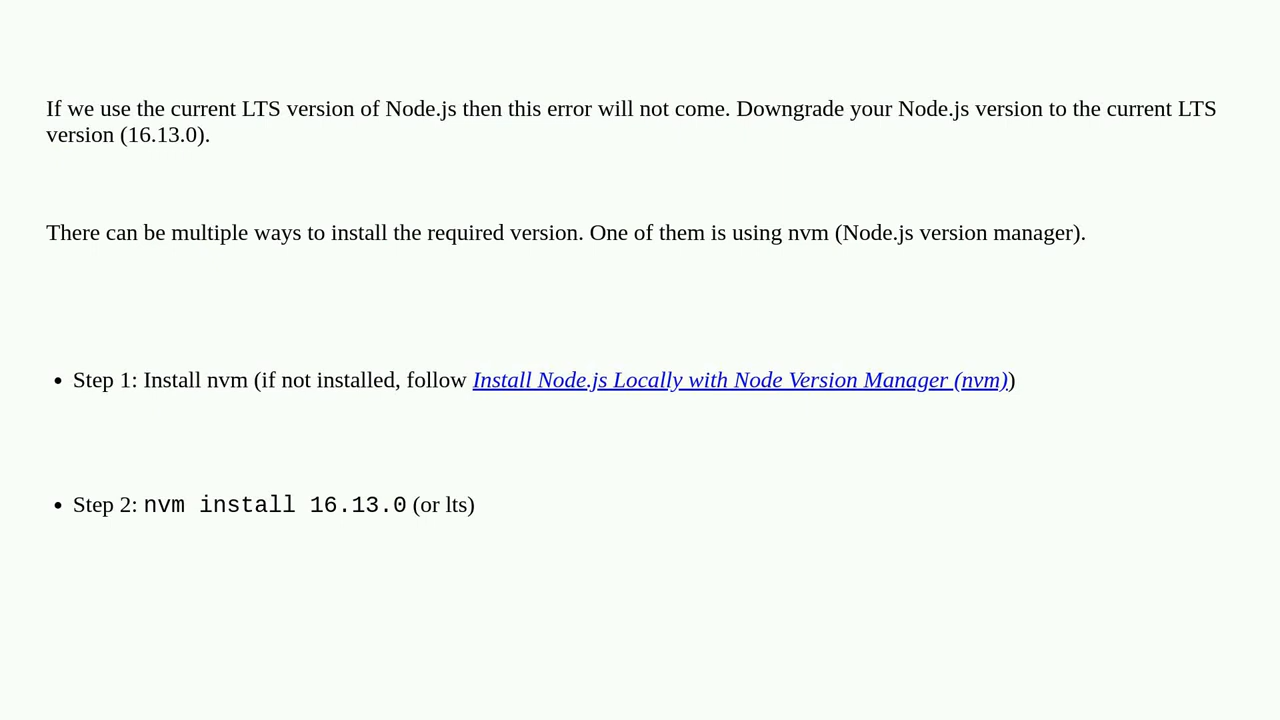 If we use the current LTS version of Node.js then this error will not come. Downgrade your Node.js version to the current LTS
version (16.13.0).
There can be multiple ways to install the required version. One of them is using nvm (Node.js version manager).
• Step 1: Install nvm (if not installed, follow Install Node.js Locally with Node Version Manager (nvm))
• Step 2: nvm install 16.13.0 (or lts)